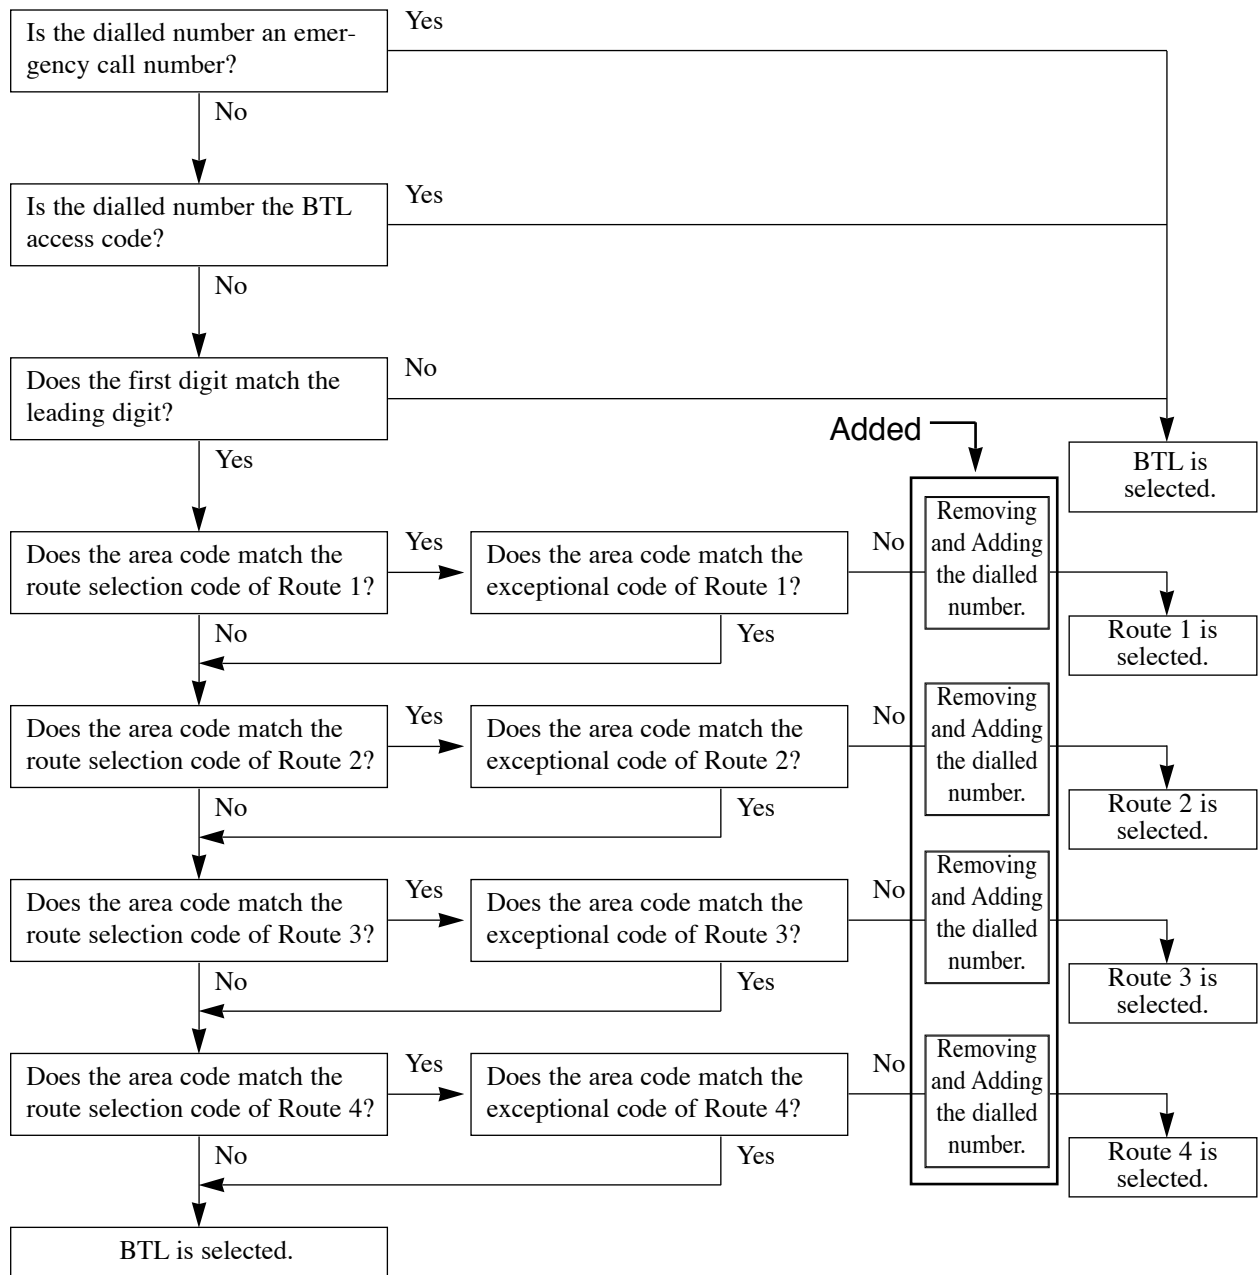 Is the dialled number an emer-
gency call number?
Yes
No
Is the dialled number the BTL
access code?
Yes
No
Does the first digit match the
leading digit?
No
Yes
Added
BTL is
selected.
Does the area code match the
route selection code of Route 1?
Yes
No
Does the area code match the
exceptional code of Route 1?
No
Yes
Removing
and Adding
the dialled
number.
Route 1 is
selected.
Does the area code match the
route selection code of Route 2?
Yes
No
Does the area code match the
exceptional code of Route 2?
No
Yes
Removing
and Adding
the dialled
number.
Route 2 is
selected.
Does the area code match the
route selection code of Route 3?
Yes
No
Does the area code match the
exceptional code of Route 3?
No
Yes
Removing
and Adding
the dialled
number.
Route 3 is
selected.
Does the area code match the
route selection code of Route 4?
Yes
No
Does the area code match the
exceptional code of Route 4?
No
Yes
Removing
and Adding
the dialled
number.
Route 4 is
selected.
BTL is selected.